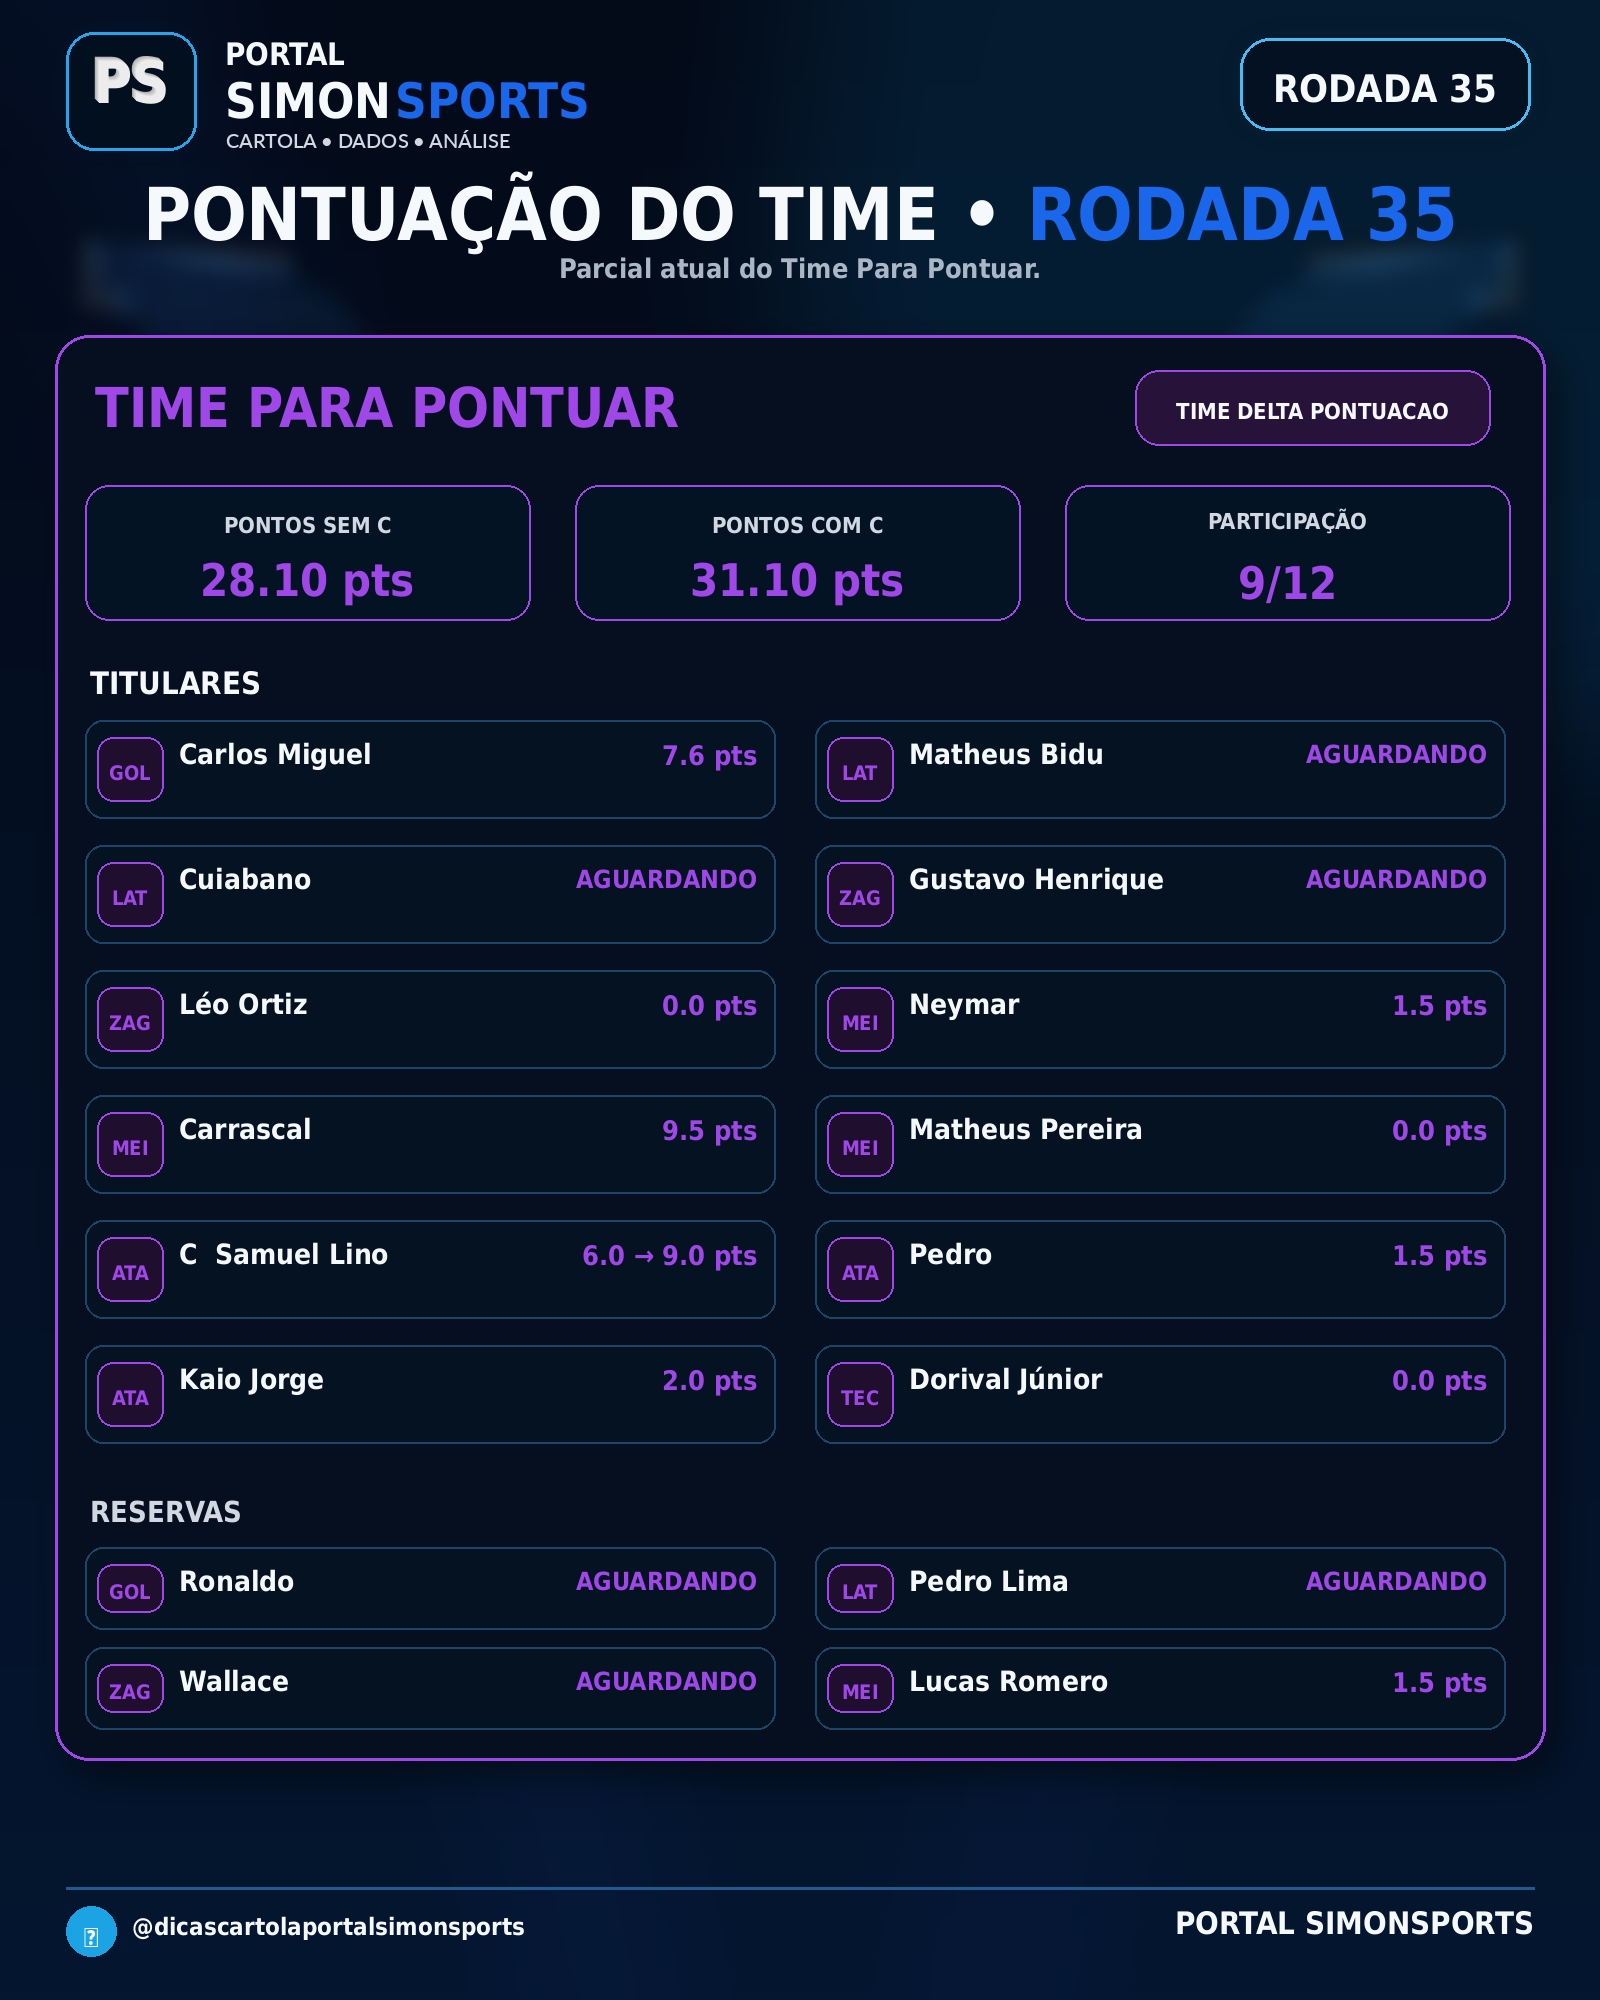 PS
PORTAL
SIMONSPORTS
CARTOLA • DADOS • ANÁLISE
RODADA 35
PONTUAÇÃO DO TIME • RODADA 35
Parcial atual do Time Para Pontuar.
TIME PARA PONTUAR
TIME DELTA PONTUACAO
PONTOS SEM C
28.10 pts
PONTOS COM C
31.10 pts
PARTICIPAÇÃO
9/12
TITULARES
GOL Carlos Miguel 7.6 pts
LAT Matheus Bidu AGUARDANDO
LAT Cuiabano AGUARDANDO
ZAG Gustavo Henrique AGUARDANDO
ZAG Léo Ortiz 0.0 pts
MEI Neymar 1.5 pts
MEI Carrascal 9.5 pts
MEI Matheus Pereira 0.0 pts
ATA C Samuel Lino 6.0 → 9.0 pts
ATA Pedro 1.5 pts
ATA Kaio Jorge 2.0 pts
TEC Dorival Júnior 0.0 pts
RESERVAS
GOL Ronaldo AGUARDANDO
LAT Pedro Lima AGUARDANDO
ZAG Wallace AGUARDANDO
MEI Lucas Romero 1.5 pts
@dicascartolaportalsimonsports
PORTAL SIMONSPORTS